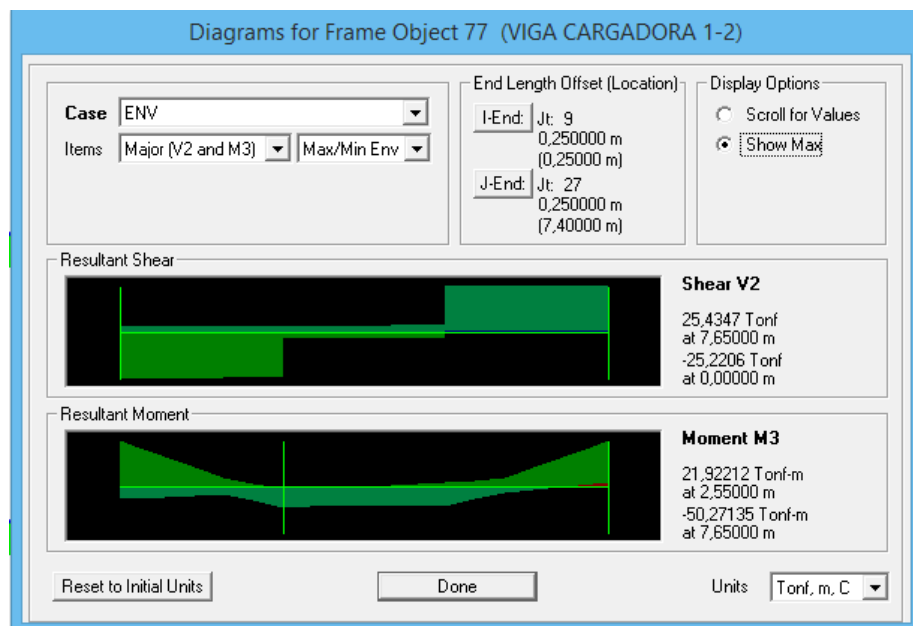 Diagrams for Frame Object 77 (VIGA CARGADORA 1-2)
Case ENV
Items Major (V2 and M3) Max/Min Env
End Length Offset (Location)
I-End: Jt: 9
0,250000 m
(0,25000 m)
J-End: Jt: 27
0,250000 m
(7,40000 m)
Display Options
Scroll for Values
Show Max
Resultant Shear
Shear V2
25,4347 Tonf
at 7,65000 m
-25,2206 Tonf
at 0,00000 m
Resultant Moment
Moment M3
21,92212 Tonf-m
at 2,55000 m
-50,27135 Tonf-m
at 7,65000 m
Reset to Initial Units
Done
Units Tonf, m, C